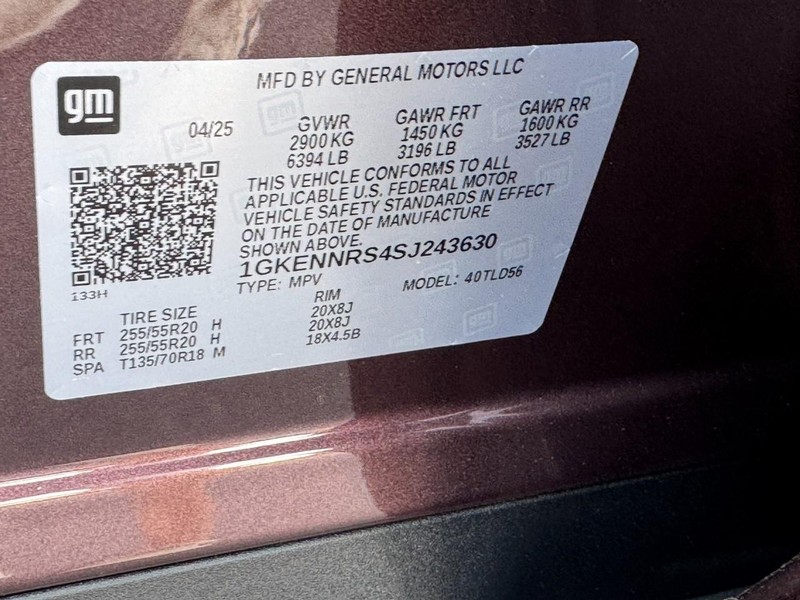 gm
MFD BY GENERAL MOTORS LLC
04/25 GVWR GAWR FRT GAWR RR
2900 KG 1450 KG 1600 KG
6394 LB 3196 LB 3527 LB
THIS VEHICLE CONFORMS TO ALL
APPLICABLE U.S. FEDERAL MOTOR
VEHICLE SAFETY STANDARDS IN EFFECT
ON THE DATE OF MANUFACTURE
SHOWN ABOVE.
1GKENNRS4SJ243630
133H
TYPE: MPV MODEL: 40TLD56
TIRE SIZE RIM
FRT 255/55R20 H 20X8J
RR 255/55R20 H 20X8J
SPA T135/70R18 M 18X4.5B